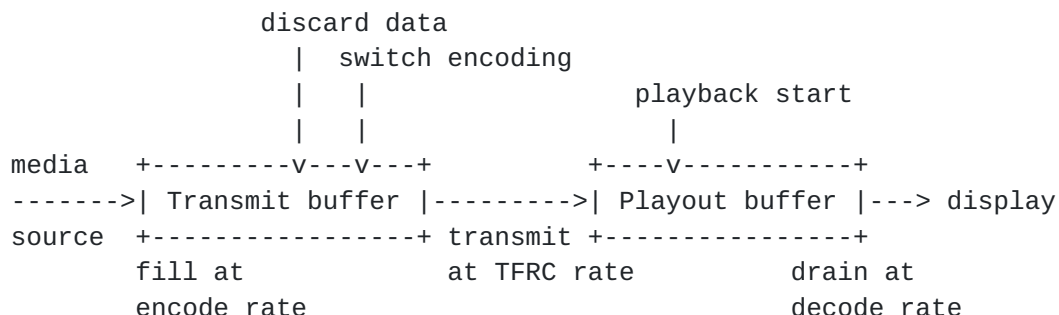 discard data
                  |  switch encoding
                  |   |                 playback start
                  |   |                   |
media   +---------v---v---+          +----v-----------+
------->| Transmit buffer |--------->| Playout buffer |---> display
source  +-----------------+ transmit +----------------+
        fill at             at TFRC rate          drain at
        encode rate                               decode rate